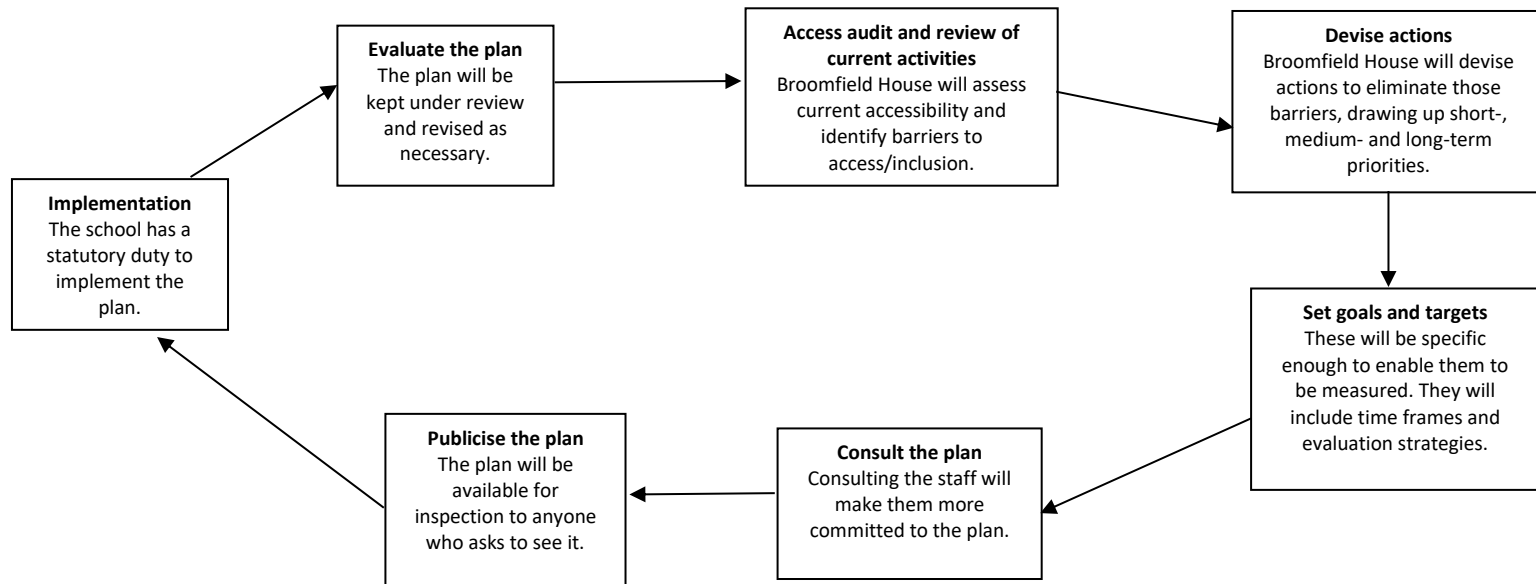 Evaluate the plan
The plan will be
kept under review
and revised as
necessary.
Access audit and review of
current activities
Broomfield House will assess
current accessibility and
identify barriers to
access/inclusion.
Devise actions
Broomfield House will devise
actions to eliminate those
barriers, drawing up short-,
medium- and long-term
priorities.
Set goals and targets
These will be specific
enough to enable them to
be measured. They will
include time frames and
evaluation strategies.
Consult the plan
Consulting the staff will
make them more
committed to the plan.
Publicise the plan
The plan will be
available for
inspection to anyone
who asks to see it.
Implementation
The school has a
statutory duty to
implement the
plan.